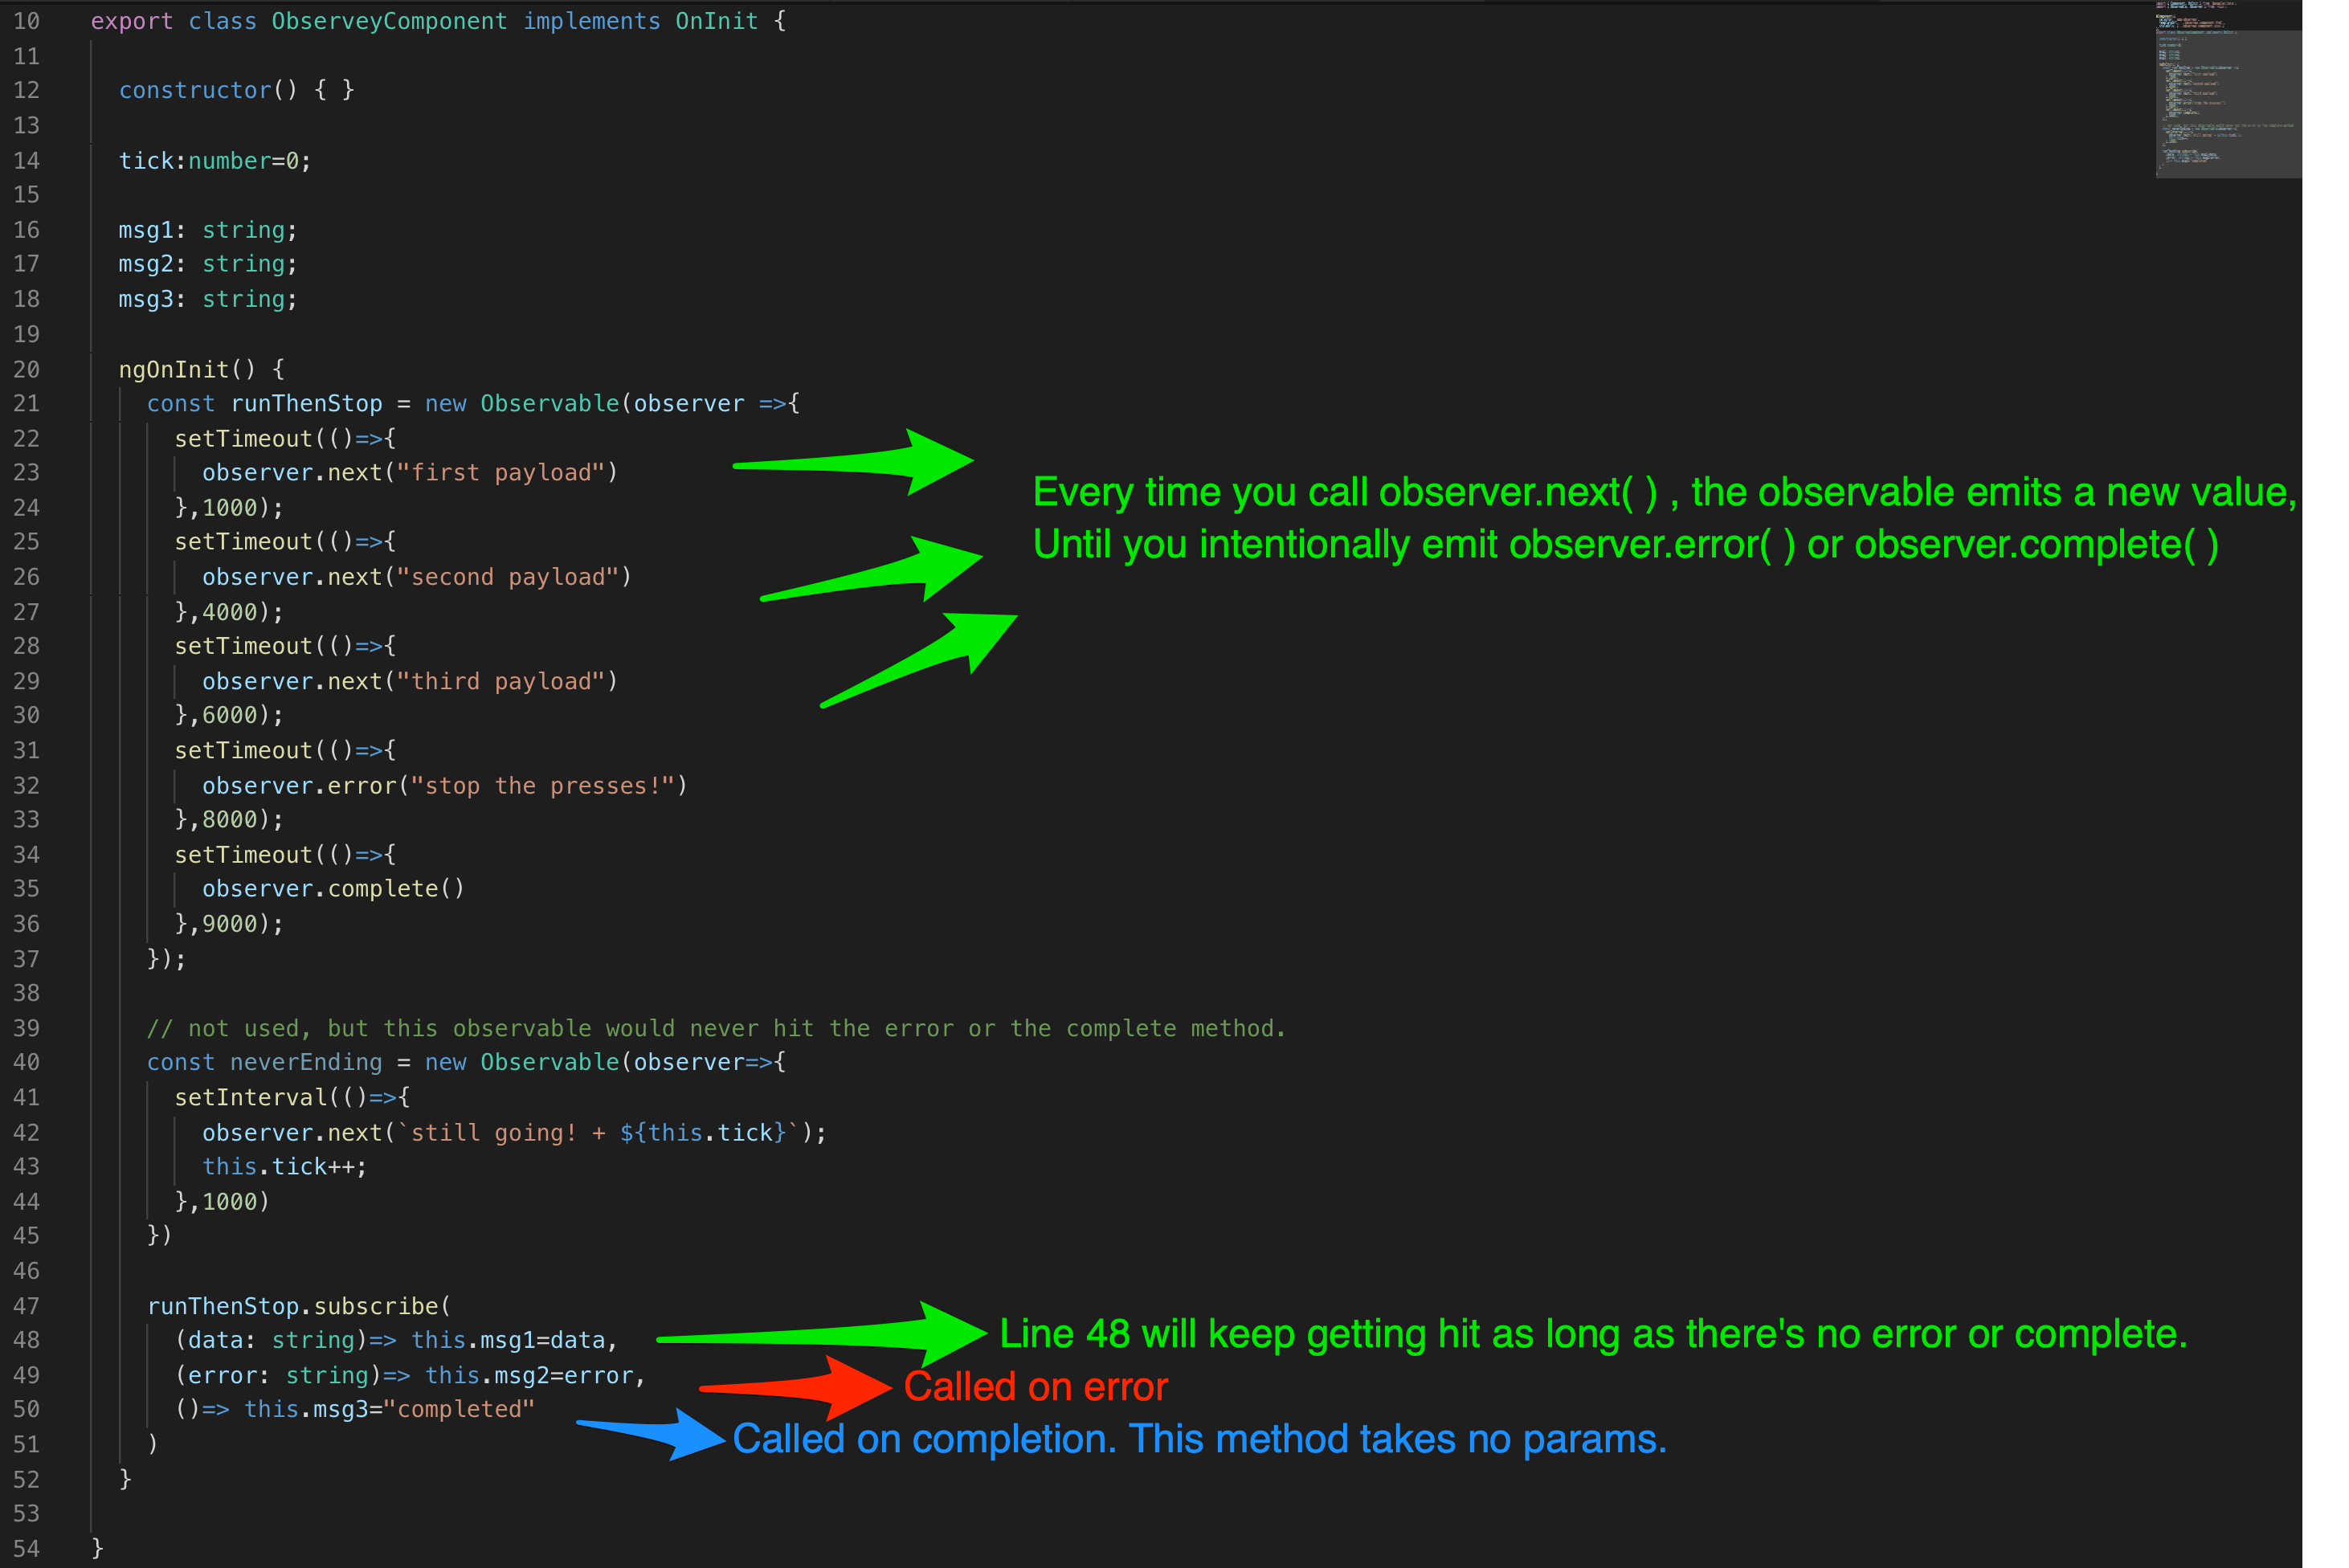 10 export class ObserveyComponent implements OnInit {
11
12 constructor() { }
13
14 tick:number=0;
15
16 msg1: string;
17 msg2: string;
18 msg3: string;
19
20 ngOnInit() {
21 const runThenStop = new Observable(observer =>{
22 setTimeout(()=>{
23 observer.next("first payload")
24 },1000);
25 setTimeout(()=>{
26 observer.next("second payload")
27 },4000);
28 setTimeout(()=>{
29 observer.next("third payload")
30 },6000);
31 setTimeout(()=>{
32 observer.error("stop the presses!")
33 },8000);
34 setTimeout(()=>{
35 observer.complete()
36 },9000);
37 });
38
39 // not used, but this observable would never hit the error or the complete method.
40 const neverEnding = new Observable(observer=>{
41 setInterval(()=>{
42 observer.next(`still going! + ${this.tick}`);
43 this.tick++;
44 },1000)
45 })
46
47 runThenStop.subscribe(
48 (data: string)=> this.msg1=data,
49 (error: string)=> this.msg2=error,
50 ()=> this.msg3="completed"
51 )
52 }
53
54 }
Every time you call observer.next( ) , the observable emits a new value,
Until you intentionally emit observer.error( ) or observer.complete( )
Line 48 will keep getting hit as long as there's no error or complete.
Called on error
Called on completion. This method takes no params.